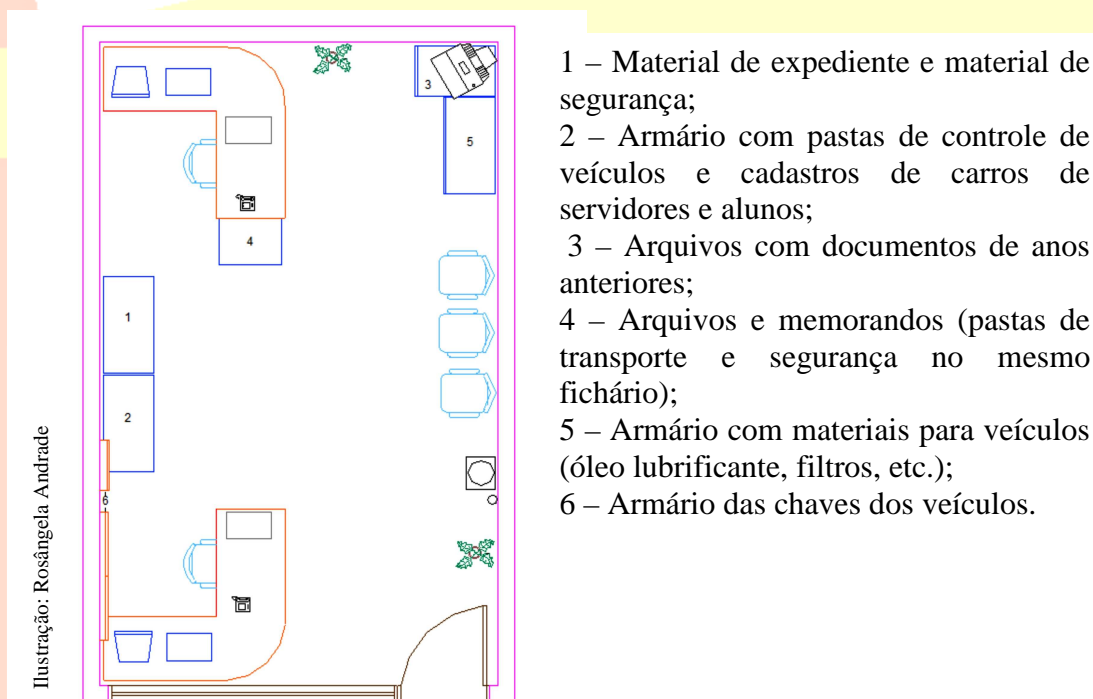 1 – Material de expediente e material de
segurança;
2 – Armário com pastas de controle de
veículos e cadastros de carros de
servidores e alunos;
3 – Arquivos com documentos de anos
anteriores;
4 – Arquivos e memorandos (pastas de
transporte e segurança no mesmo
fichário);
5 – Armário com materiais para veículos
(óleo lubrificante, filtros, etc.);
6 – Armário das chaves dos veículos.
3
5
4
1
2
6
Ilustração: Rosângela Andrade